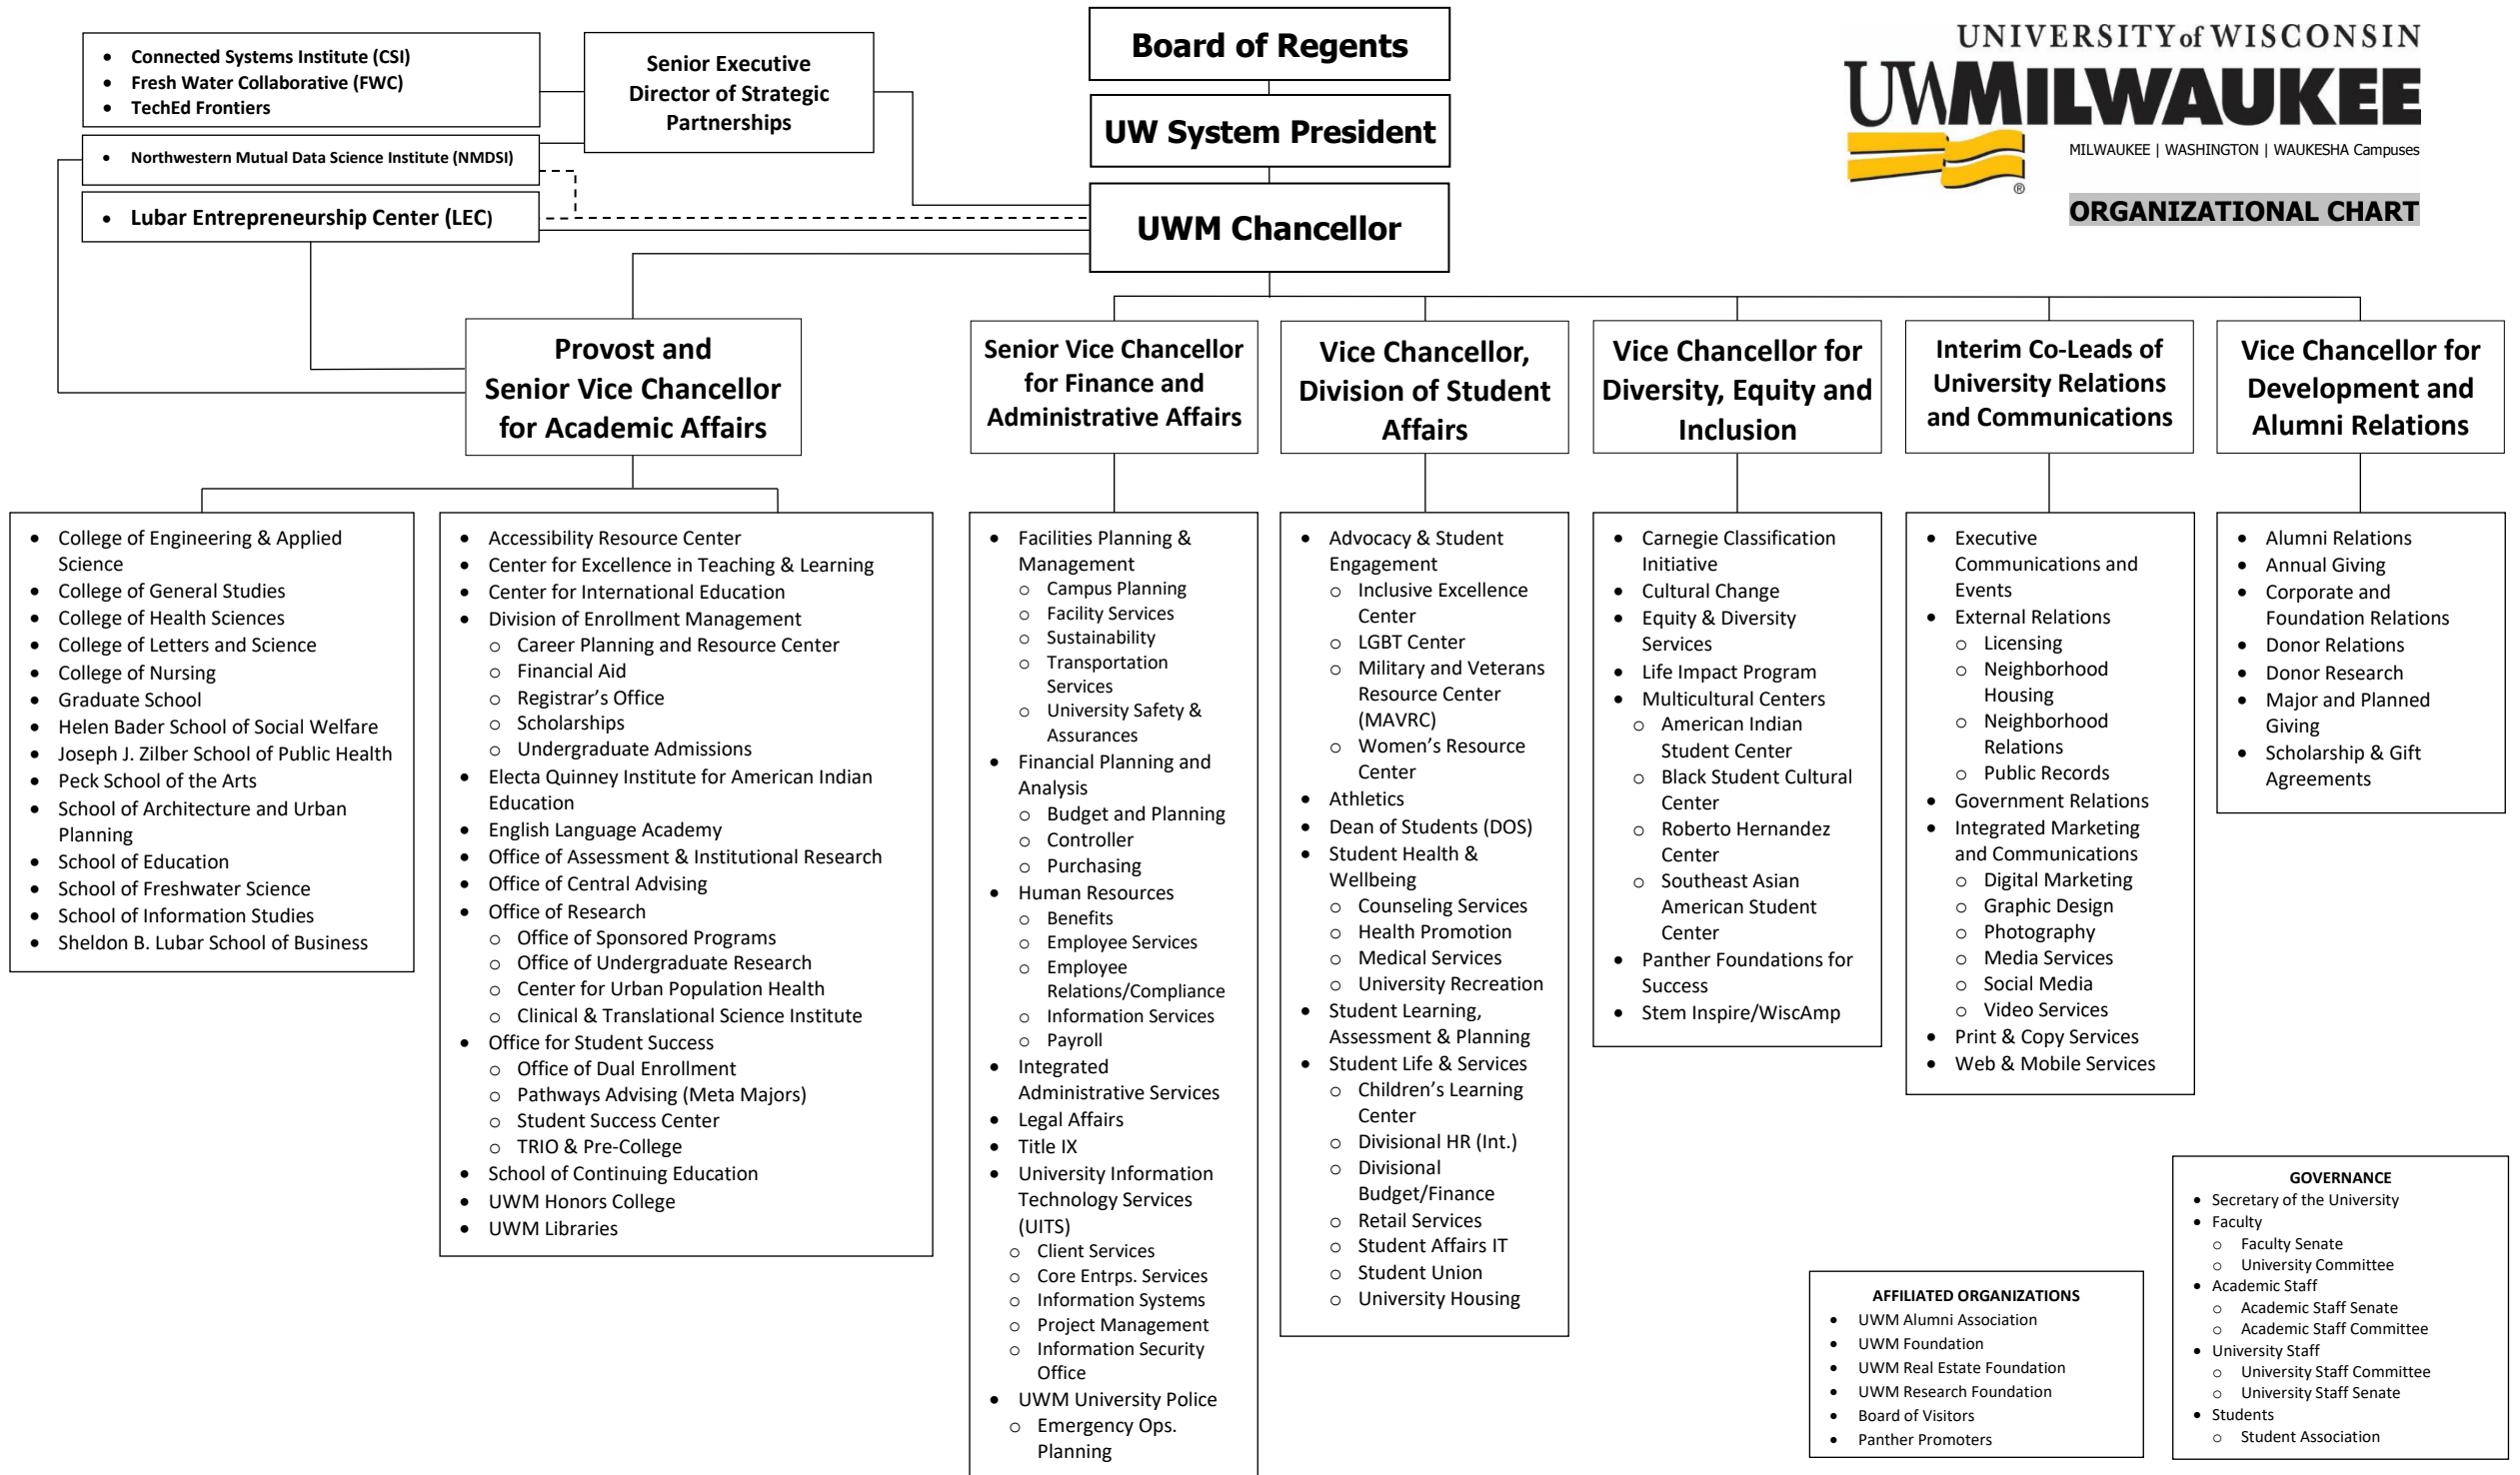 • Connected Systems Institute (CSI)
• Fresh Water Collaborative (FWC)
• TechEd Frontiers
• Northwestern Mutual Data Science Institute (NMDSI)
• Lubar Entrepreneurship Center (LEC)
Senior Executive
Director of Strategic
Partnerships
Board of Regents
UW System President
UWM Chancellor
UNIVERSITY of WISCONSIN
UWMILWAUKEE
®
MILWAUKEE | WASHINGTON | WAUKESHA Campuses
ORGANIZATIONAL CHART
Provost and
Senior Vice Chancellor
for Academic Affairs
Senior Vice Chancellor
for Finance and
Administrative Affairs
Vice Chancellor,
Division of Student
Affairs
Vice Chancellor for
Diversity, Equity and
Inclusion
Interim Co-Leads of
University Relations
and Communications
Vice Chancellor for
Development and
Alumni Relations
• College of Engineering & Applied
Science
• College of General Studies
• College of Health Sciences
• College of Letters and Science
• College of Nursing
• Graduate School
• Helen Bader School of Social Welfare
• Joseph J. Zilber School of Public Health
• Peck School of the Arts
• School of Architecture and Urban
Planning
• School of Education
• School of Freshwater Science
• School of Information Studies
• Sheldon B. Lubar School of Business
• Accessibility Resource Center
• Center for Excellence in Teaching & Learning
• Center for International Education
• Division of Enrollment Management
o Career Planning and Resource Center
o Financial Aid
o Registrar’s Office
o Scholarships
o Undergraduate Admissions
• Electa Quinney Institute for American Indian
Education
• English Language Academy
• Office of Assessment & Institutional Research
• Office of Central Advising
• Office of Research
o Office of Sponsored Programs
o Office of Undergraduate Research
o Center for Urban Population Health
o Clinical & Translational Science Institute
• Office for Student Success
o Office of Dual Enrollment
o Pathways Advising (Meta Majors)
o Student Success Center
o TRIO & Pre-College
• School of Continuing Education
• UWM Honors College
• UWM Libraries
• Facilities Planning &
Management
o Campus Planning
o Facility Services
o Sustainability
o Transportation
Services
o University Safety &
Assurances
• Financial Planning and
Analysis
o Budget and Planning
o Controller
o Purchasing
• Human Resources
o Benefits
o Employee Services
o Employee
Relations/Compliance
o Information Services
o Payroll
• Integrated
Administrative Services
• Legal Affairs
• Title IX
• University Information
Technology Services
(UITS)
o Client Services
o Core Entrps. Services
o Information Systems
o Project Management
o Information Security
Office
• UWM University Police
o Emergency Ops.
Planning
• Advocacy & Student
Engagement
o Inclusive Excellence
Center
o LGBT Center
o Military and Veterans
Resource Center
(MAVRC)
o Women’s Resource
Center
• Athletics
• Dean of Students (DOS)
• Student Health &
Wellbeing
o Counseling Services
o Health Promotion
o Medical Services
o University Recreation
• Student Learning,
Assessment & Planning
• Student Life & Services
o Children’s Learning
Center
o Divisional HR (Int.)
o Divisional
Budget/Finance
o Retail Services
o Student Affairs IT
o Student Union
o University Housing
• Carnegie Classification
Initiative
• Cultural Change
• Equity & Diversity
Services
• Life Impact Program
• Multicultural Centers
o American Indian
Student Center
o Black Student Cultural
Center
o Roberto Hernandez
Center
o Southeast Asian
American Student
Center
• Panther Foundations for
Success
• Stem Inspire/WiscAmp
• Executive
Communications and
Events
• External Relations
o Licensing
o Neighborhood
Housing
o Neighborhood
Relations
o Public Records
• Government Relations
• Integrated Marketing
and Communications
o Digital Marketing
o Graphic Design
o Photography
o Media Services
o Social Media
o Video Services
• Print & Copy Services
• Web & Mobile Services
• Alumni Relations
• Annual Giving
• Corporate and
Foundation Relations
• Donor Relations
• Donor Research
• Major and Planned
Giving
• Scholarship & Gift
Agreements
AFFILIATED ORGANIZATIONS
• UWM Alumni Association
• UWM Foundation
• UWM Real Estate Foundation
• UWM Research Foundation
• Board of Visitors
• Panther Promoters
GOVERNANCE
• Secretary of the University
• Faculty
o Faculty Senate
o University Committee
• Academic Staff
o Academic Staff Senate
o Academic Staff Committee
• University Staff
o University Staff Committee
o University Staff Senate
• Students
o Student Association